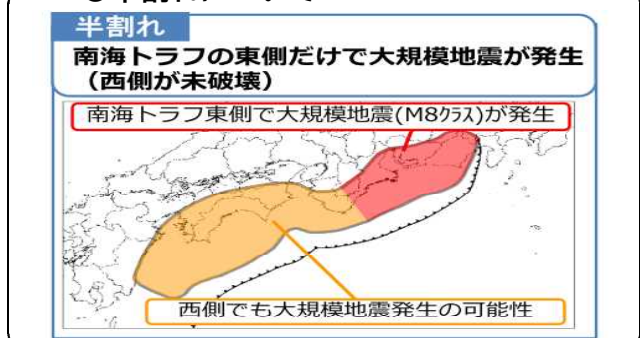 半割れ
南海トラフの東側だけで大規模地震が発生
（西側が未破壊）
南海トラフ東側で大規模地震(M8クラス)が発生
西側でも大規模地震発生の可能性